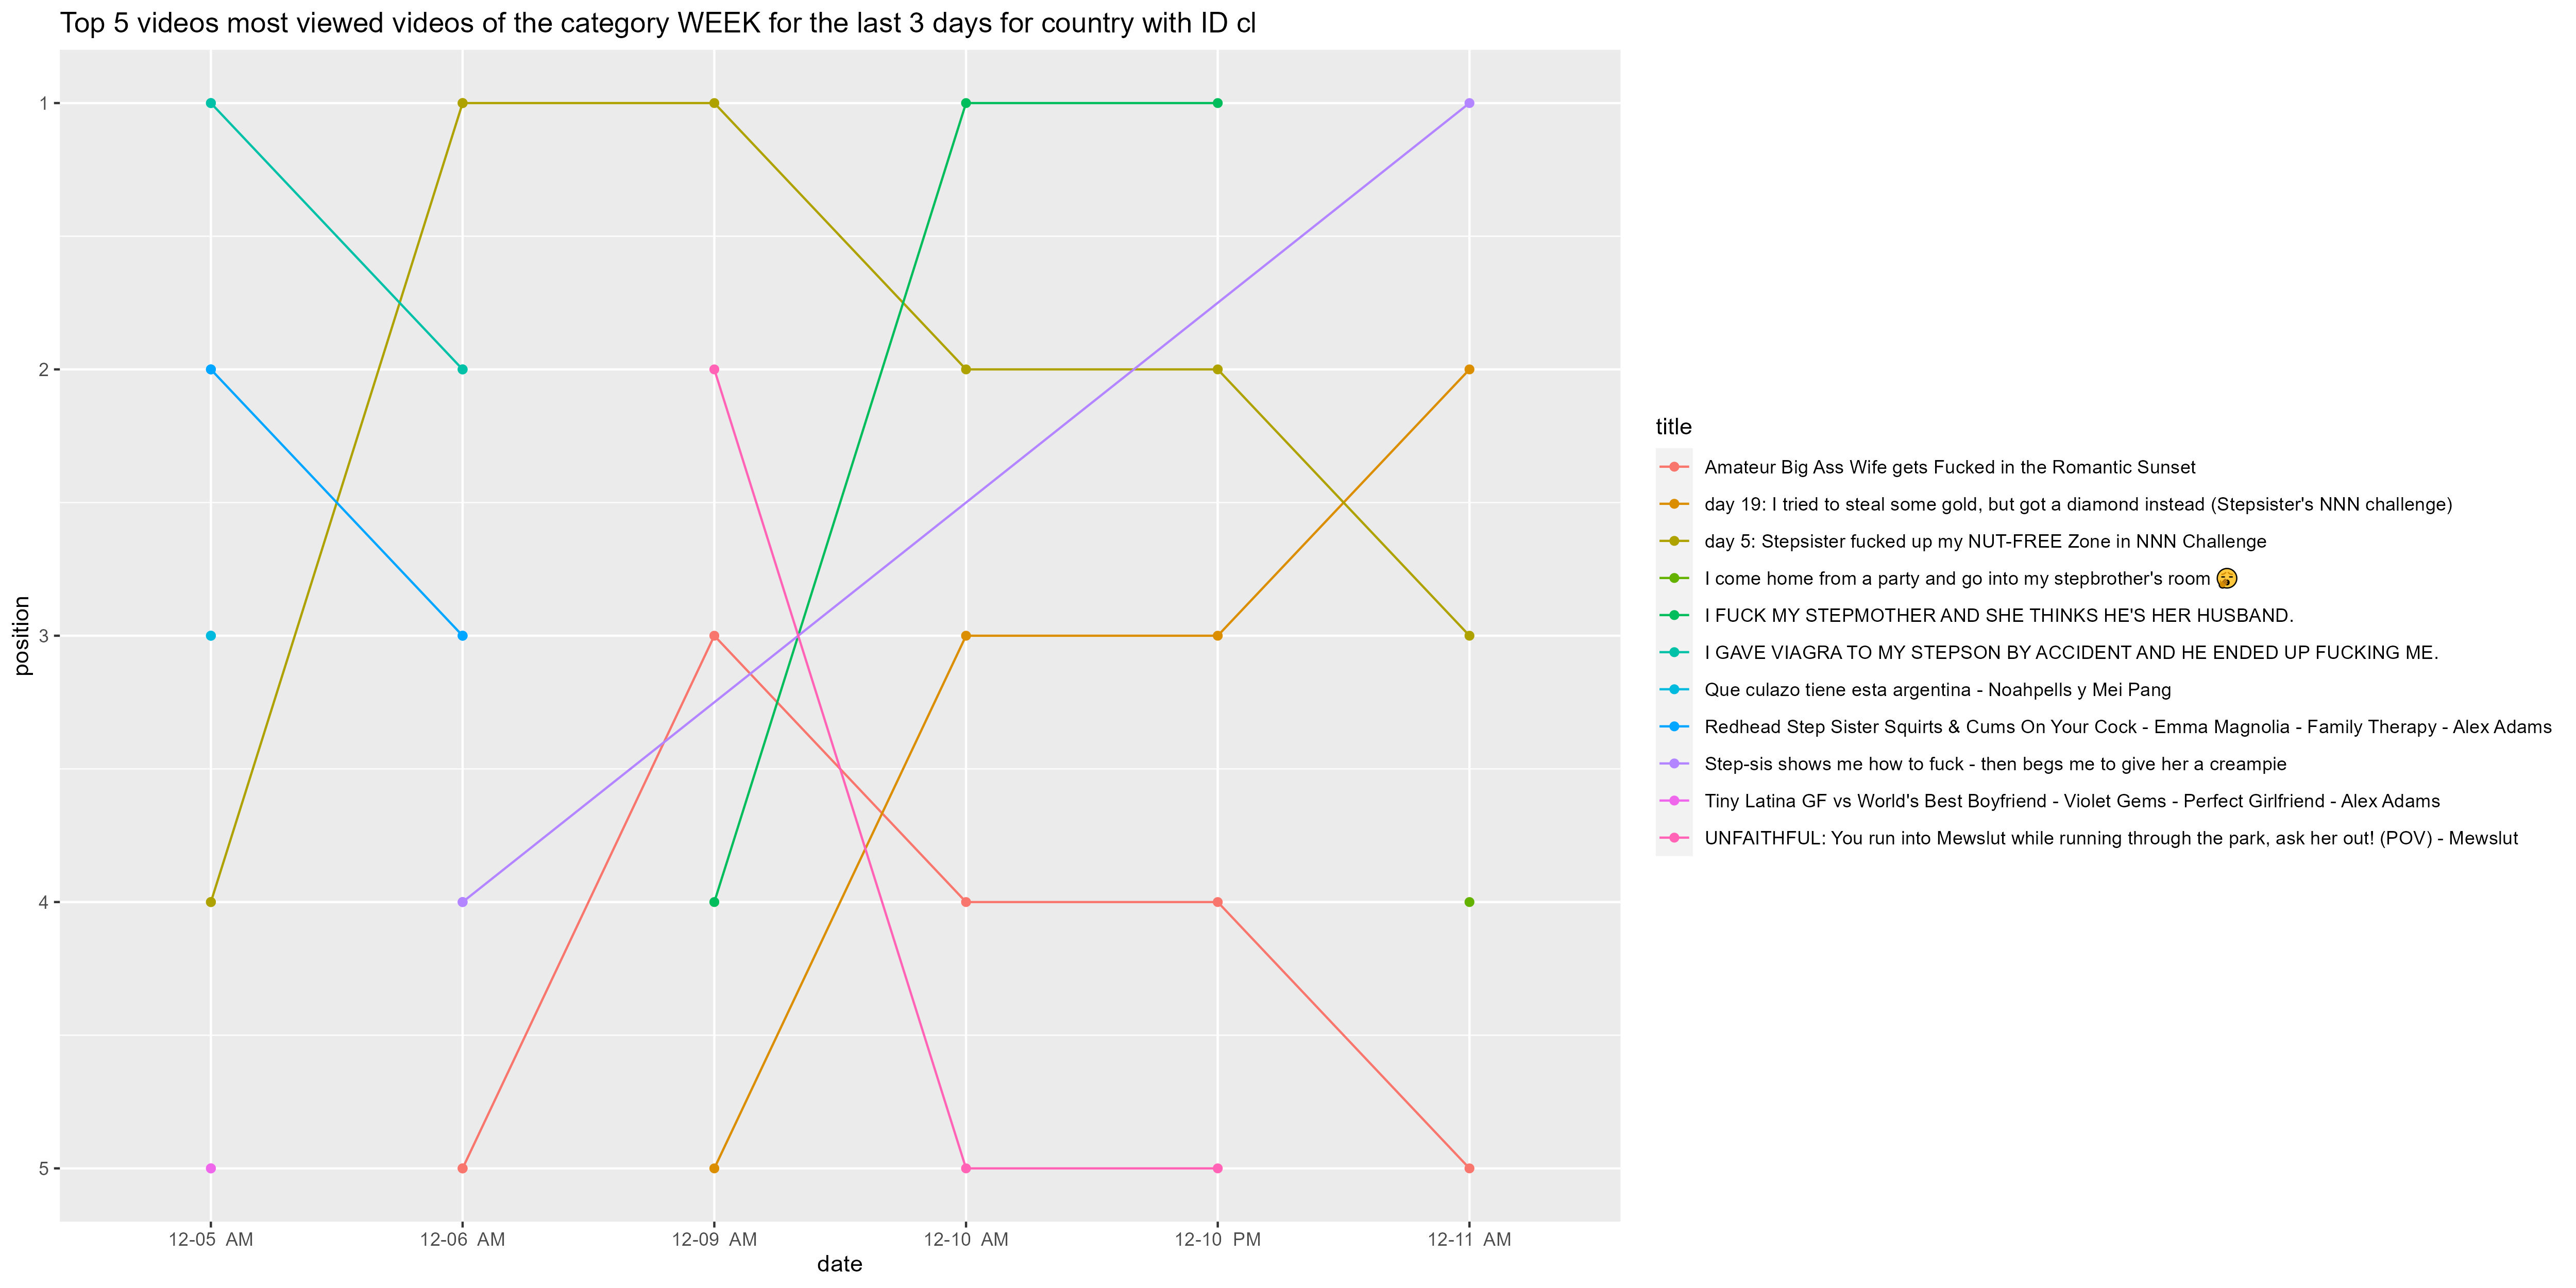 Top 5 videos most viewed videos of the category WEEK for the last 3 days for country with ID cl
position
1
2
3
4
5
12-05 AM
12-06 AM
12-09 AM
12-10 AM
12-10 PM
12-11 AM
date
title
Amateur Big Ass Wife gets Fucked in the Romantic Sunset
day 19: I tried to steal some gold, but got a diamond instead (Stepsister's NNN challenge)
day 5: Stepsister fucked up my NUT-FREE Zone in NNN Challenge
I come home from a party and go into my stepbrother's room 🥱
I FUCK MY STEPMOTHER AND SHE THINKS HE'S HER HUSBAND.
I GAVE VIAGRA TO MY STEPSON BY ACCIDENT AND HE ENDED UP FUCKING ME.
Que culazo tiene esta argentina - Noahpells y Mei Pang
Redhead Step Sister Squirts & Cums On Your Cock - Emma Magnolia - Family Therapy - Alex Adams
Step-sis shows me how to fuck - then begs me to give her a creampie
Tiny Latina GF vs World's Best Boyfriend - Violet Gems - Perfect Girlfriend - Alex Adams
UNFAITHFUL: You run into Mewslut while running through the park, ask her out! (POV) - Mewslut